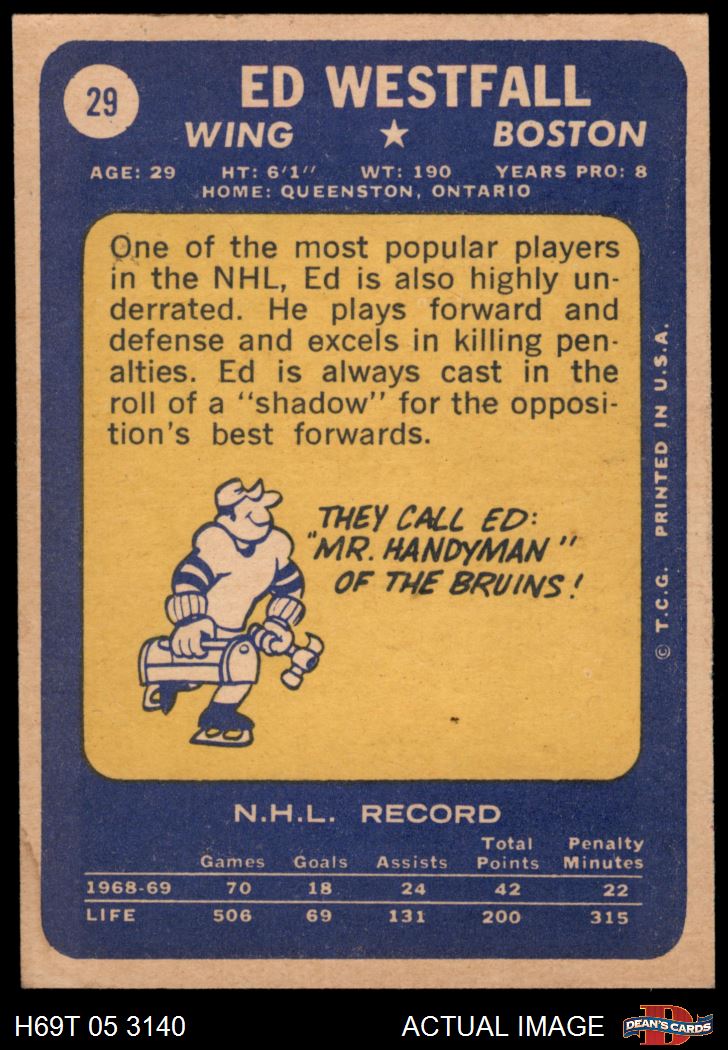 29
ED WESTFALL
WING ★ BOSTON
AGE: 29 HT: 6'1" WT: 190 YEARS PRO: 8
HOME: QUEENSTON, ONTARIO
One of the most popular players
in the NHL, Ed is also highly un-
derrated. He plays forward and
defense and excels in killing pen-
alties. Ed is always cast in the
roll of a "shadow" for the opposi-
tion's best forwards.
THEY CALL ED:
"MR. HANDYMAN"
OF THE BRUINS!
© T.C.G. PRINTED IN U.S.A.
N.H.L. RECORD
Games Goals Assists Total Points Penalty Minutes
1968-69 70 18 24 42 22
LIFE 506 69 131 200 315
H69T 05 3140 ACTUAL IMAGE
D
DEAN'S CARDS